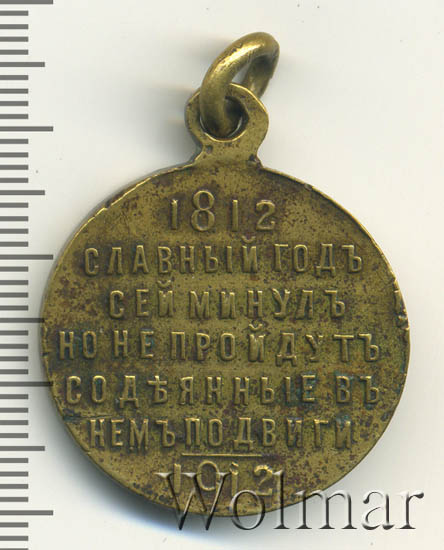 1812
СЛАВНЫЙ ГОДЪ
СЕЙ МИНУЛЪ
НО НЕ ПРОЙДУТЪ
СОДѢЯННЫЕ ВЪ
НЕМЪ ПОДВИГИ
1912
Wolmar